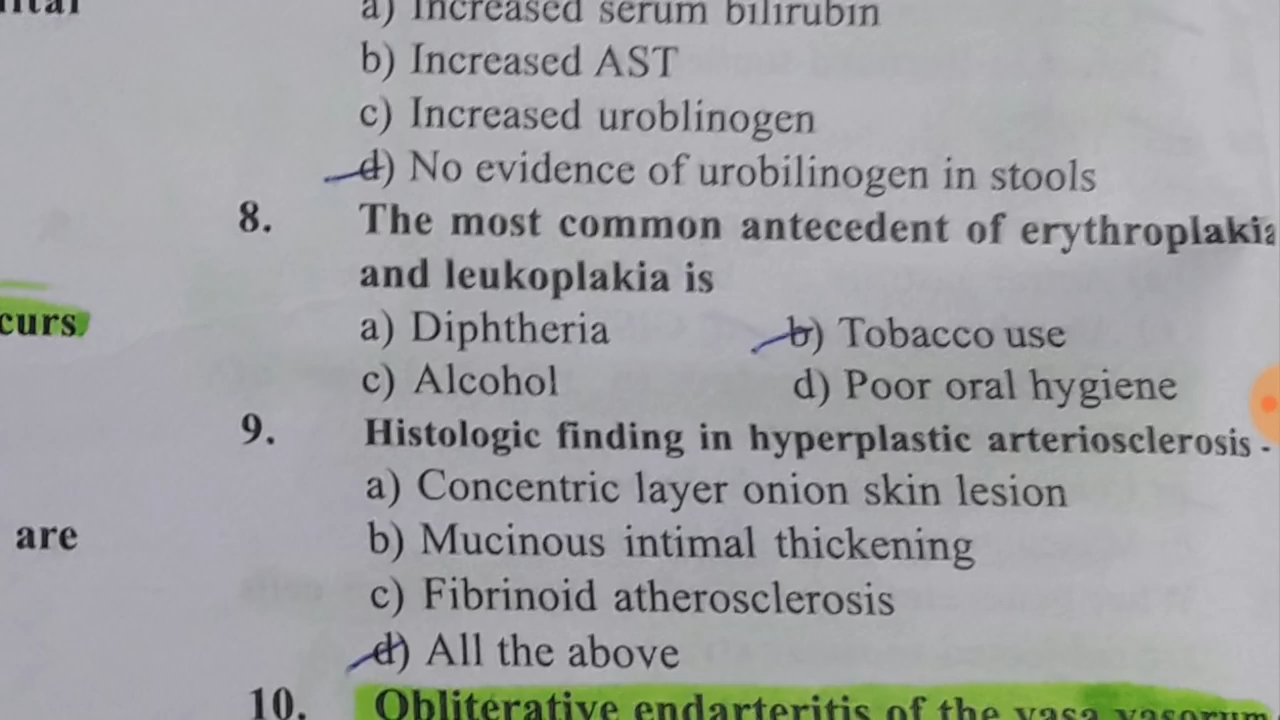 a) Increased serum bilirubin
b) Increased AST
c) Increased uroblinogen
d) No evidence of urobilinogen in stools
8. The most common antecedent of erythroplakia
and leukoplakia is
a) Diphtheria b) Tobacco use
c) Alcohol d) Poor oral hygiene
9. Histologic finding in hyperplastic arteriosclerosis -
a) Concentric layer onion skin lesion
b) Mucinous intimal thickening
c) Fibrinoid atherosclerosis
d) All the above
10. Obliterative endarteritis of the vasa vasorum
curs
are